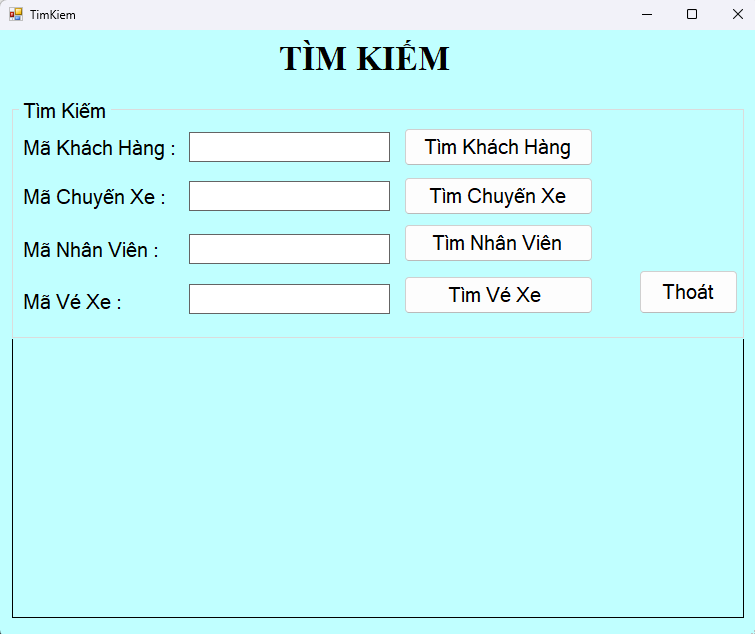 TimKiem
TÌM KIẾM
Tìm Kiếm
Mã Khách Hàng : Tìm Khách Hàng
Mã Chuyến Xe : Tìm Chuyến Xe
Mã Nhân Viên : Tìm Nhân Viên
Mã Vé Xe : Tìm Vé Xe Thoát